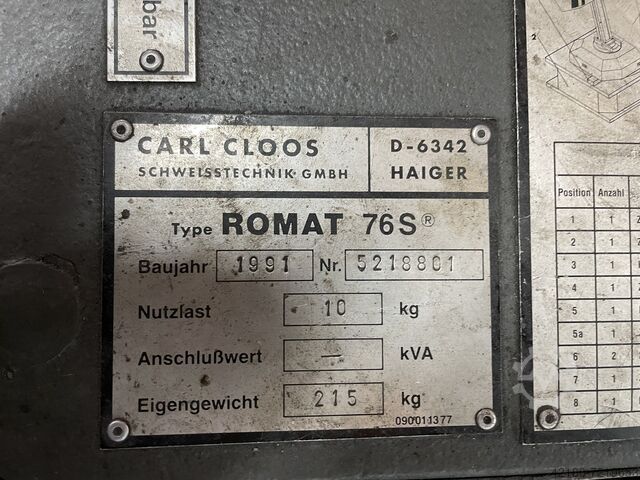 bar
2
CARL CLOOS
SCHWEISSTECHNIK GMBH
D-6342
HAIGER
Type ROMAT 76S®
Baujahr 1991 Nr. 5218801
Nutzlast 10 kg
Anschlußwert — kVA
Eigengewicht 215 kg
090011377
Position Anzahl
1 1
2 1
3 1
4 1
5 1
5a 1
6 2
7 1
8 1